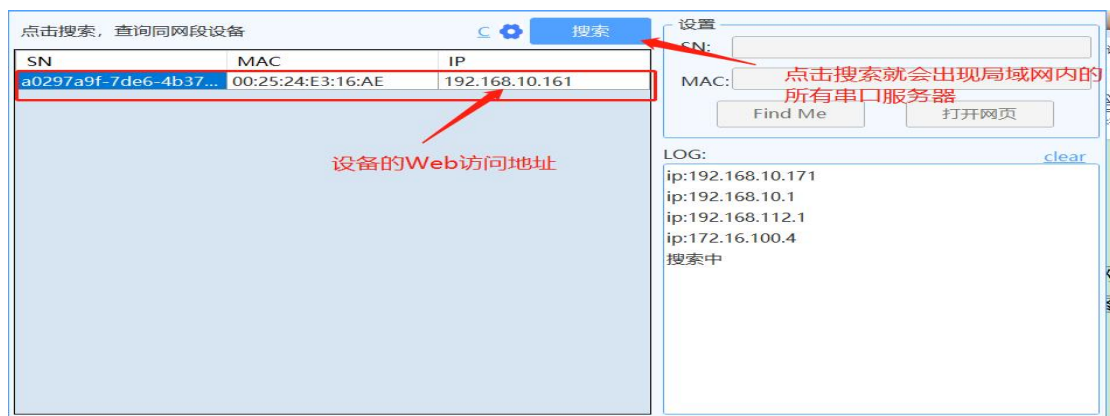 点击搜索，查询同网段设备
C
搜索
SN
MAC
IP
a0297a9f-7de6-4b37...
00:25:24:E3:16:AE
192.168.10.161
设备的Web访问地址
设置
SN:
MAC:
点击搜索就会出现局域网内的
所有串口服务器
Find Me
打开网页
LOG:
clear
ip:192.168.10.171
ip:192.168.10.1
ip:192.168.112.1
ip:172.16.100.4
搜索中